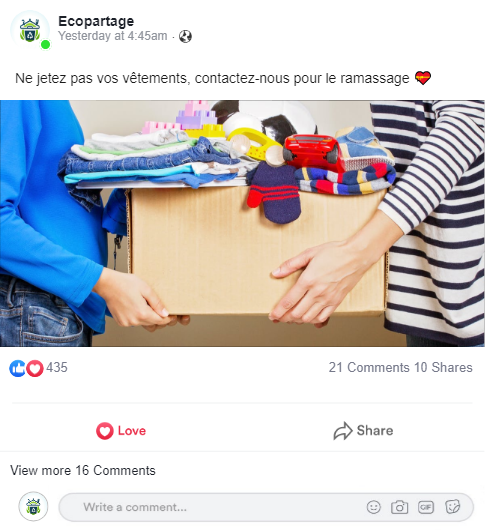 Ecopartage
Yesterday at 4:45am ·
Ne jetez pas vos vêtements, contactez-nous pour le ramassage
435
21 Comments 10 Shares
Love
Share
View more 16 Comments
Write a comment...
GIF